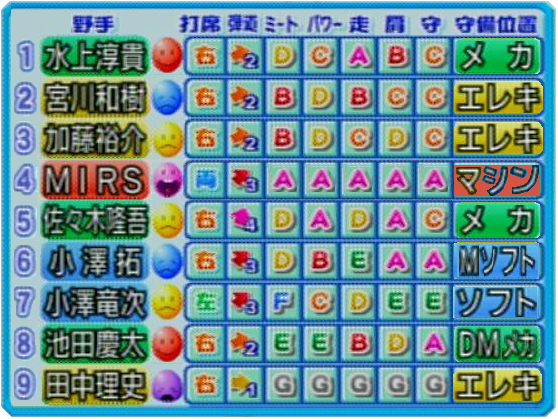 野手 打席 弾道 ミート パワー 走 肩 守 守備位置
1 水上淳貴 右 2 D C A B C メカ
2 宮川和樹 右 2 B D B C C エレキ
3 加藤裕介 右 2 B D C D C エレキ
4 MIRS 両 3 A A A A A マシン
5 佐々木隆吾 右 4 D A D A C メカ
6 小澤拓 右 3 D B E A A Mソフト
7 小澤竜次 左 3 F C D E E ソフト
8 池田慶太 右 2 E E B D A DMメカ
9 田中理史 右 1 G G G G G エレキ